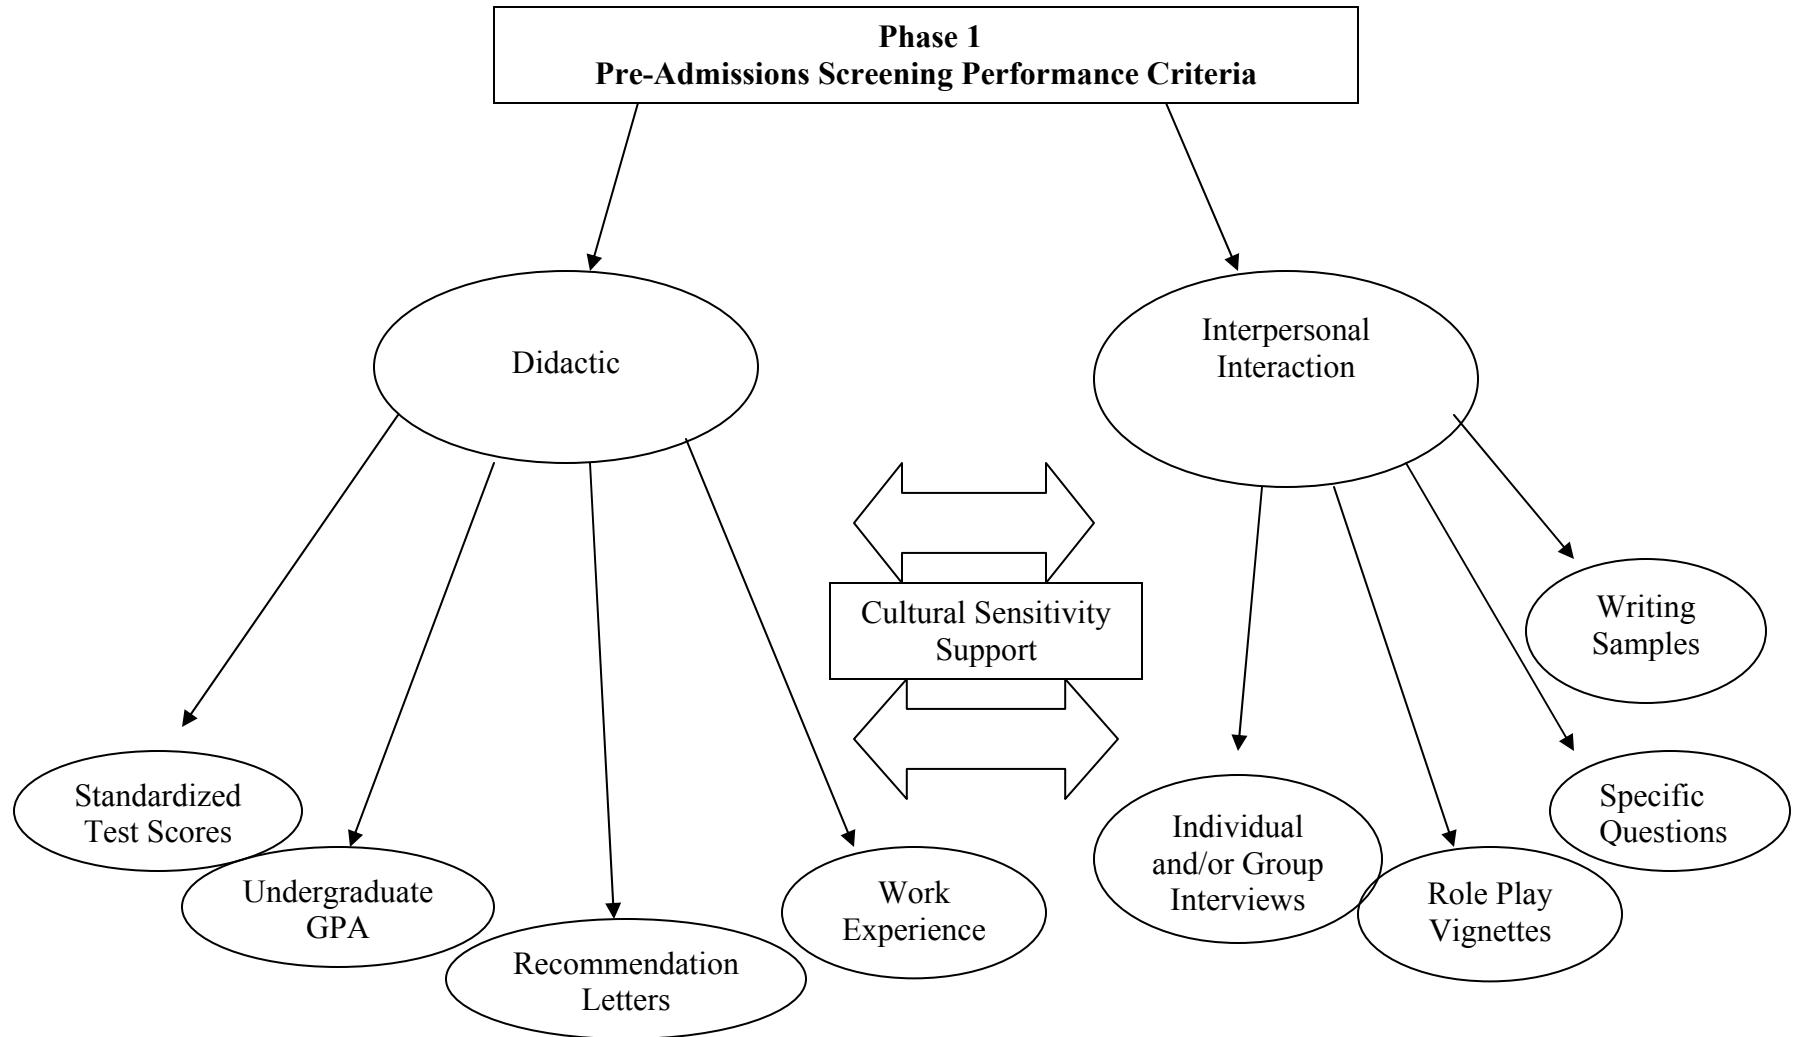 Phase 1
Pre-Admissions Screening Performance Criteria
Didactic
Interpersonal
Interaction
Cultural Sensitivity
Support
Standardized
Test Scores
Undergraduate
GPA
Recommendation
Letters
Work
Experience
Individual
and/or Group
Interviews
Role Play
Vignettes
Specific
Questions
Writing
Samples